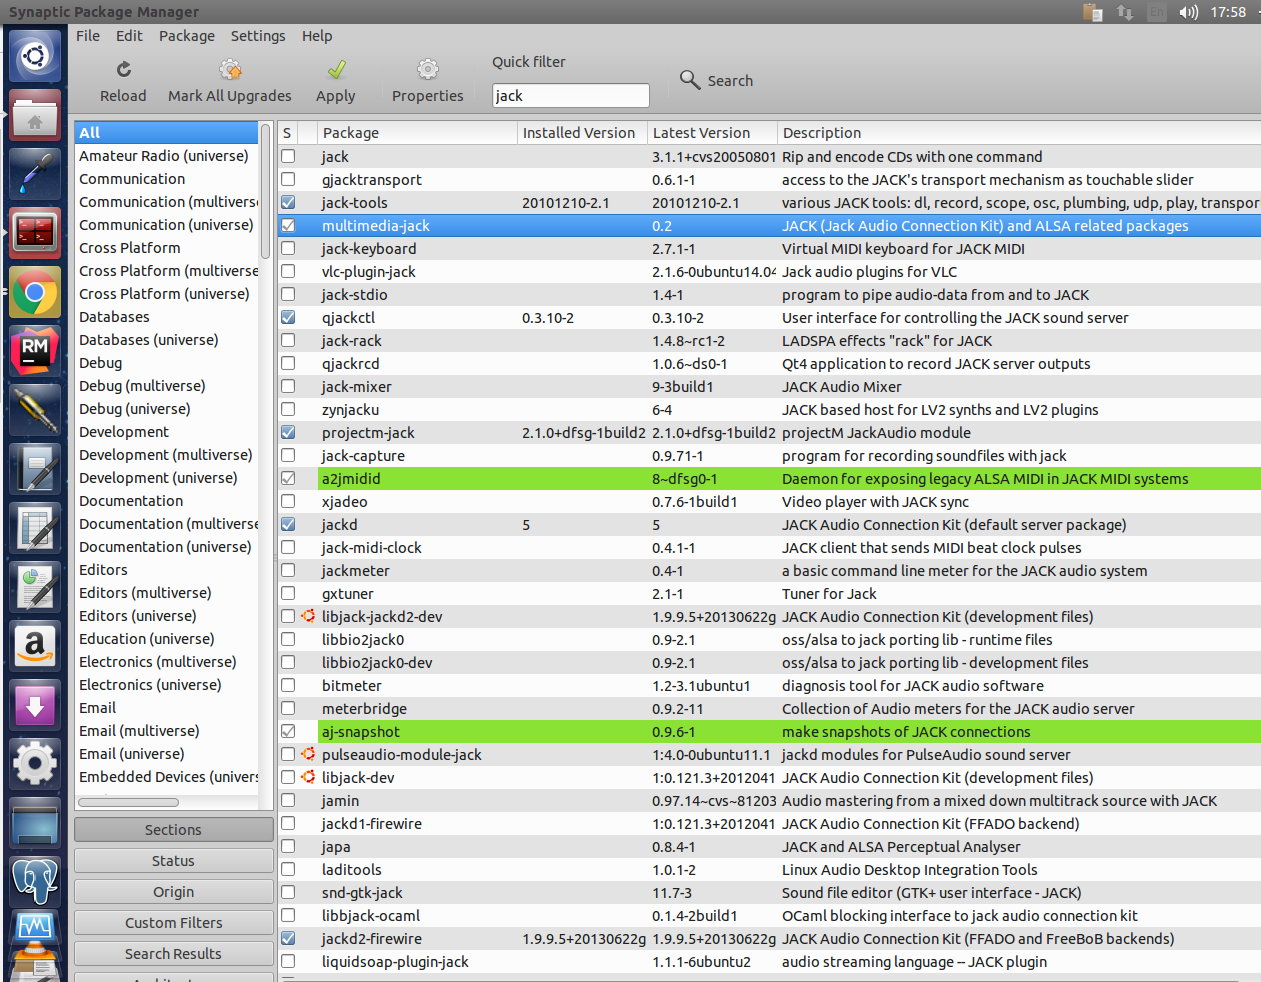 Synaptic Package Manager
En 17:58
File Edit Package Settings Help
Quick filter
Reload Mark All Upgrades Apply Properties jack Search
S Package Installed Version Latest Version Description
All
Amateur Radio (universe)
Communication
Communication (multivers
Communication (universe)
Cross Platform
Cross Platform (multiverse
Cross Platform (universe)
Databases
Databases (universe)
Debug
Debug (multiverse)
Debug (universe)
Development
Development (multiverse)
Development (universe)
Documentation
Documentation (multiverse
Documentation (universe)
Editors
Editors (multiverse)
Editors (universe)
Education (universe)
Electronics (multiverse)
Electronics (universe)
Email
Email (multiverse)
Email (universe)
Embedded Devices (univers
Sections
Status
Origin
Custom Filters
Search Results
jack 3.1.1+cvs20050801 Rip and encode CDs with one command
gjacktransport 0.6.1-1 access to the JACK's transport mechanism as touchable slider
jack-tools 20101210-2.1 20101210-2.1 various JACK tools: dl, record, scope, osc, plumbing, udp, play, transpor
multimedia-jack 0.2 JACK (Jack Audio Connection Kit) and ALSA related packages
jack-keyboard 2.7.1-1 Virtual MIDI keyboard for JACK MIDI
vlc-plugin-jack 2.1.6-0ubuntu14.04 Jack audio plugins for VLC
jack-stdio 1.4-1 program to pipe audio-data from and to JACK
qjackctl 0.3.10-2 0.3.10-2 User interface for controlling the JACK sound server
jack-rack 1.4.8~rc1-2 LADSPA effects "rack" for JACK
qjackrcd 1.0.6~ds0-1 Qt4 application to record JACK server outputs
jack-mixer 9-3build1 JACK Audio Mixer
zynjacku 6-4 JACK based host for LV2 synths and LV2 plugins
projectm-jack 2.1.0+dfsg-1build2 2.1.0+dfsg-1build2 projectM JackAudio module
jack-capture 0.9.71-1 program for recording soundfiles with jack
a2jmidid 8~dfsg0-1 Daemon for exposing legacy ALSA MIDI in JACK MIDI systems
xjadeo 0.7.6-1build1 Video player with JACK sync
jackd 5 5 JACK Audio Connection Kit (default server package)
jack-midi-clock 0.4.1-1 JACK client that sends MIDI beat clock pulses
jackmeter 0.4-1 a basic command line meter for the JACK audio system
gxtuner 2.1-1 Tuner for Jack
libjack-jackd2-dev 1.9.9.5+20130622g JACK Audio Connection Kit (development files)
libbio2jack0 0.9-2.1 oss/alsa to jack porting lib - runtime files
libbio2jack0-dev 0.9-2.1 oss/alsa to jack porting lib - development files
bitmeter 1.2-3.1ubuntu1 diagnosis tool for JACK audio software
meterbridge 0.9.2-11 Collection of Audio meters for the JACK audio server
aj-snapshot 0.9.6-1 make snapshots of JACK connections
pulseaudio-module-jack 1:4.0-0ubuntu11.1 jackd modules for PulseAudio sound server
libjack-dev 1:0.121.3+2012041 JACK Audio Connection Kit (development files)
jamin 0.97.14~cvs~81203 Audio mastering from a mixed down multitrack source with JACK
jackd1-firewire 1:0.121.3+2012041 JACK Audio Connection Kit (FFADO backend)
japa 0.8.4-1 JACK and ALSA Perceptual Analyser
laditools 1.0.1-2 Linux Audio Desktop Integration Tools
snd-gtk-jack 11.7-3 Sound file editor (GTK+ user interface - JACK)
libbjack-ocaml 0.1.4-2build1 OCaml blocking interface to jack audio connection kit
jackd2-firewire 1.9.9.5+20130622g 1.9.9.5+20130622g JACK Audio Connection Kit (FFADO and FreeBoB backends)
liquidsoap-plugin-jack 1.1.1-6ubuntu2 audio streaming language -- JACK plugin
RM
a